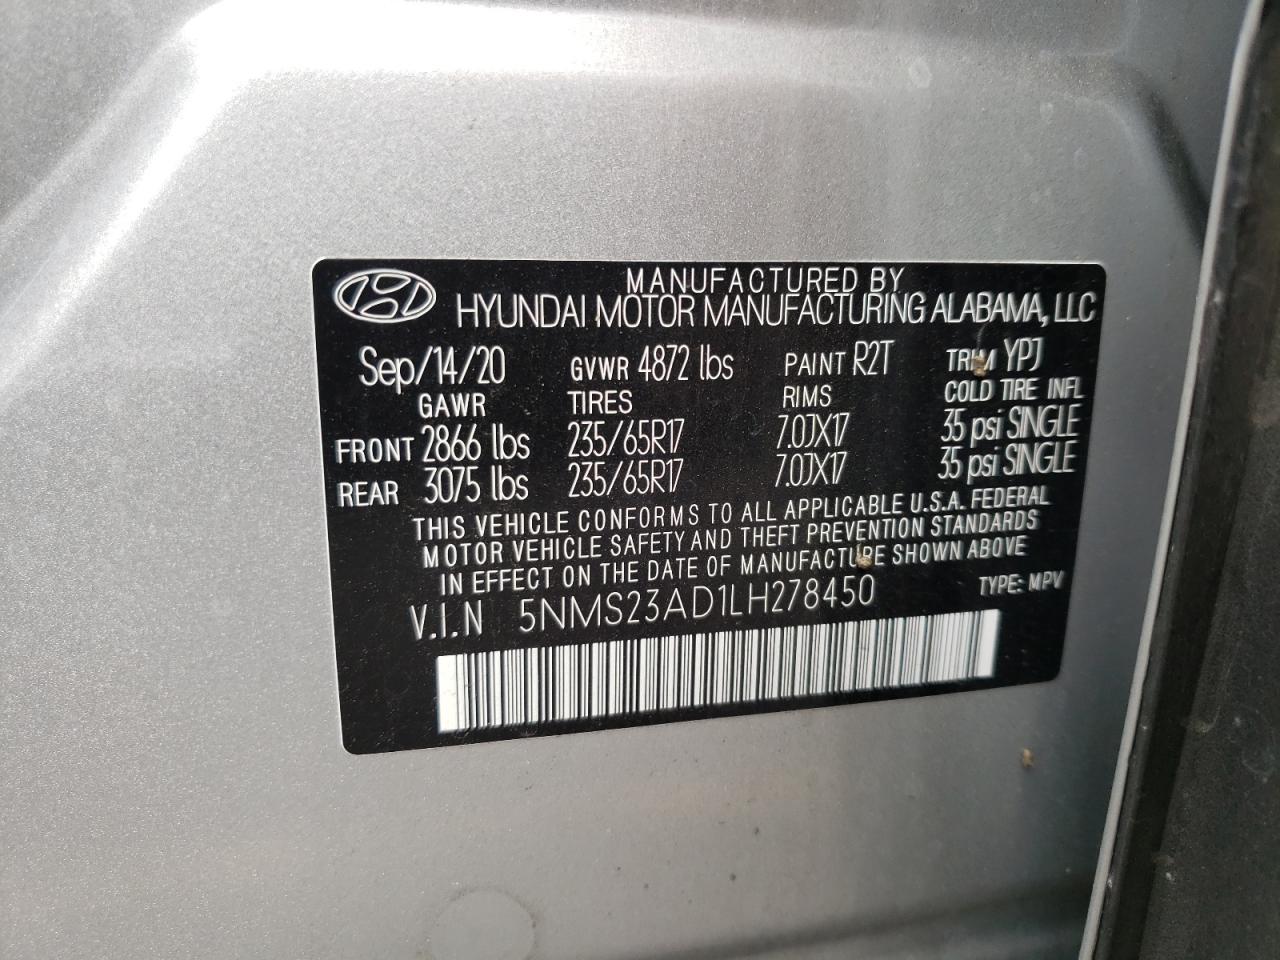 MANUFACTURED BY
HYUNDAI MOTOR MANUFACTURING ALABAMA, LLC
Sep/14/20 GVWR 4872 lbs PAINT R2T TRIM YPJ
GAWR TIRES RIMS COLD TIRE INFL
FRONT 2866 lbs 235/65R17 7.0JX17 35 psi SINGLE
REAR 3075 lbs 235/65R17 7.0JX17 35 psi SINGLE
THIS VEHICLE CONFORMS TO ALL APPLICABLE U.S.A. FEDERAL
MOTOR VEHICLE SAFETY AND THEFT PREVENTION STANDARDS
IN EFFECT ON THE DATE OF MANUFACTURE SHOWN ABOVE
V.I.N 5NMS23AD1LH278450 TYPE: MPV